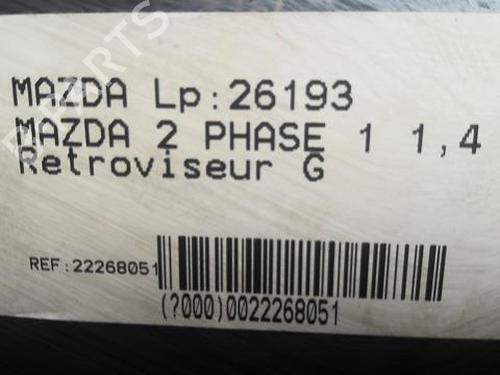 MAZDA Lp:26193
MAZDA 2 PHASE 1 1,4
Retroviseur G
REF:22268051
(?000)0022268051